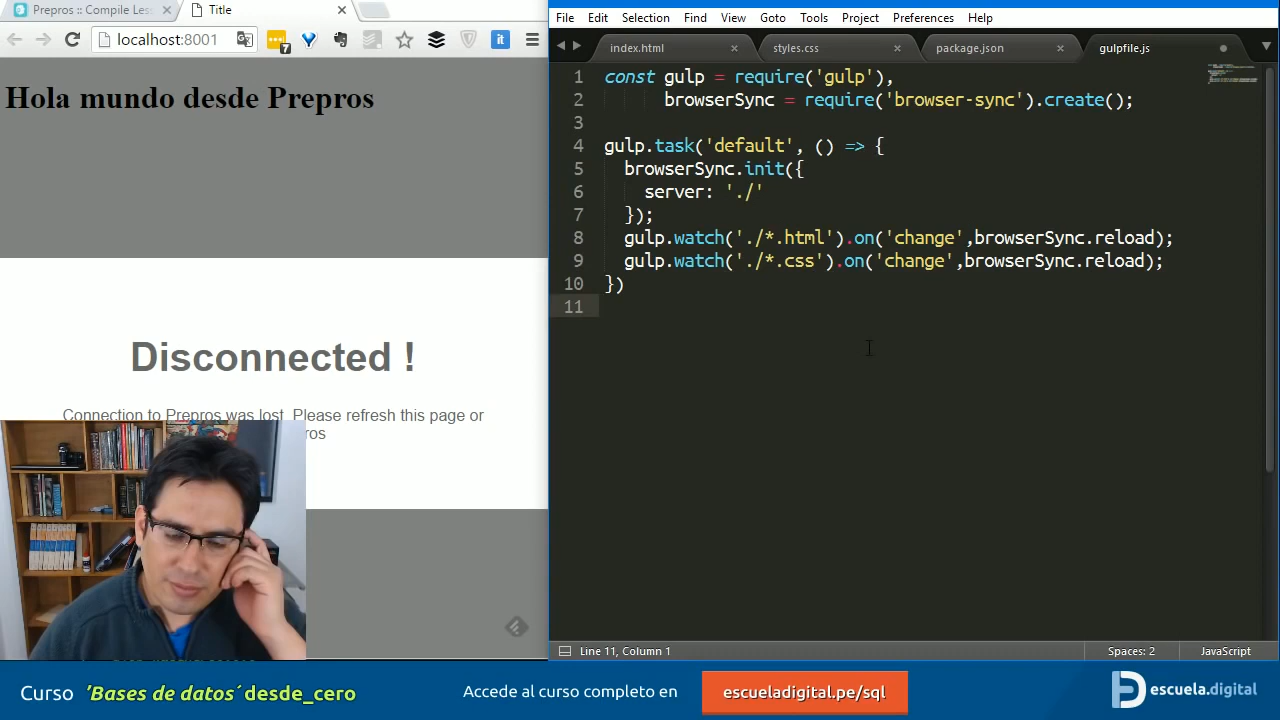 Prepros :: Compile Less
Title
localhost:8001
7
it
Hola mundo desde Prepros
Disconnected !
Connection to Prepros was lost. Please refresh this page or
ros
File Edit Selection Find View Goto Tools Project Preferences Help
index.html styles.css package.json gulpfile.js
1 const gulp = require('gulp'),
2 browserSync = require('browser-sync').create();
3
4 gulp.task('default', () => {
5 browserSync.init({
6 server: './'
7 });
8 gulp.watch('./*.html').on('change',browserSync.reload);
9 gulp.watch('./*.css').on('change',browserSync.reload);
10 })
11
Line 11, Column 1 Spaces: 2 JavaScript
Curso 'Bases de datos´ desde_cero
Accede al curso completo en
escueladigital.pe/sql
escuela.digital